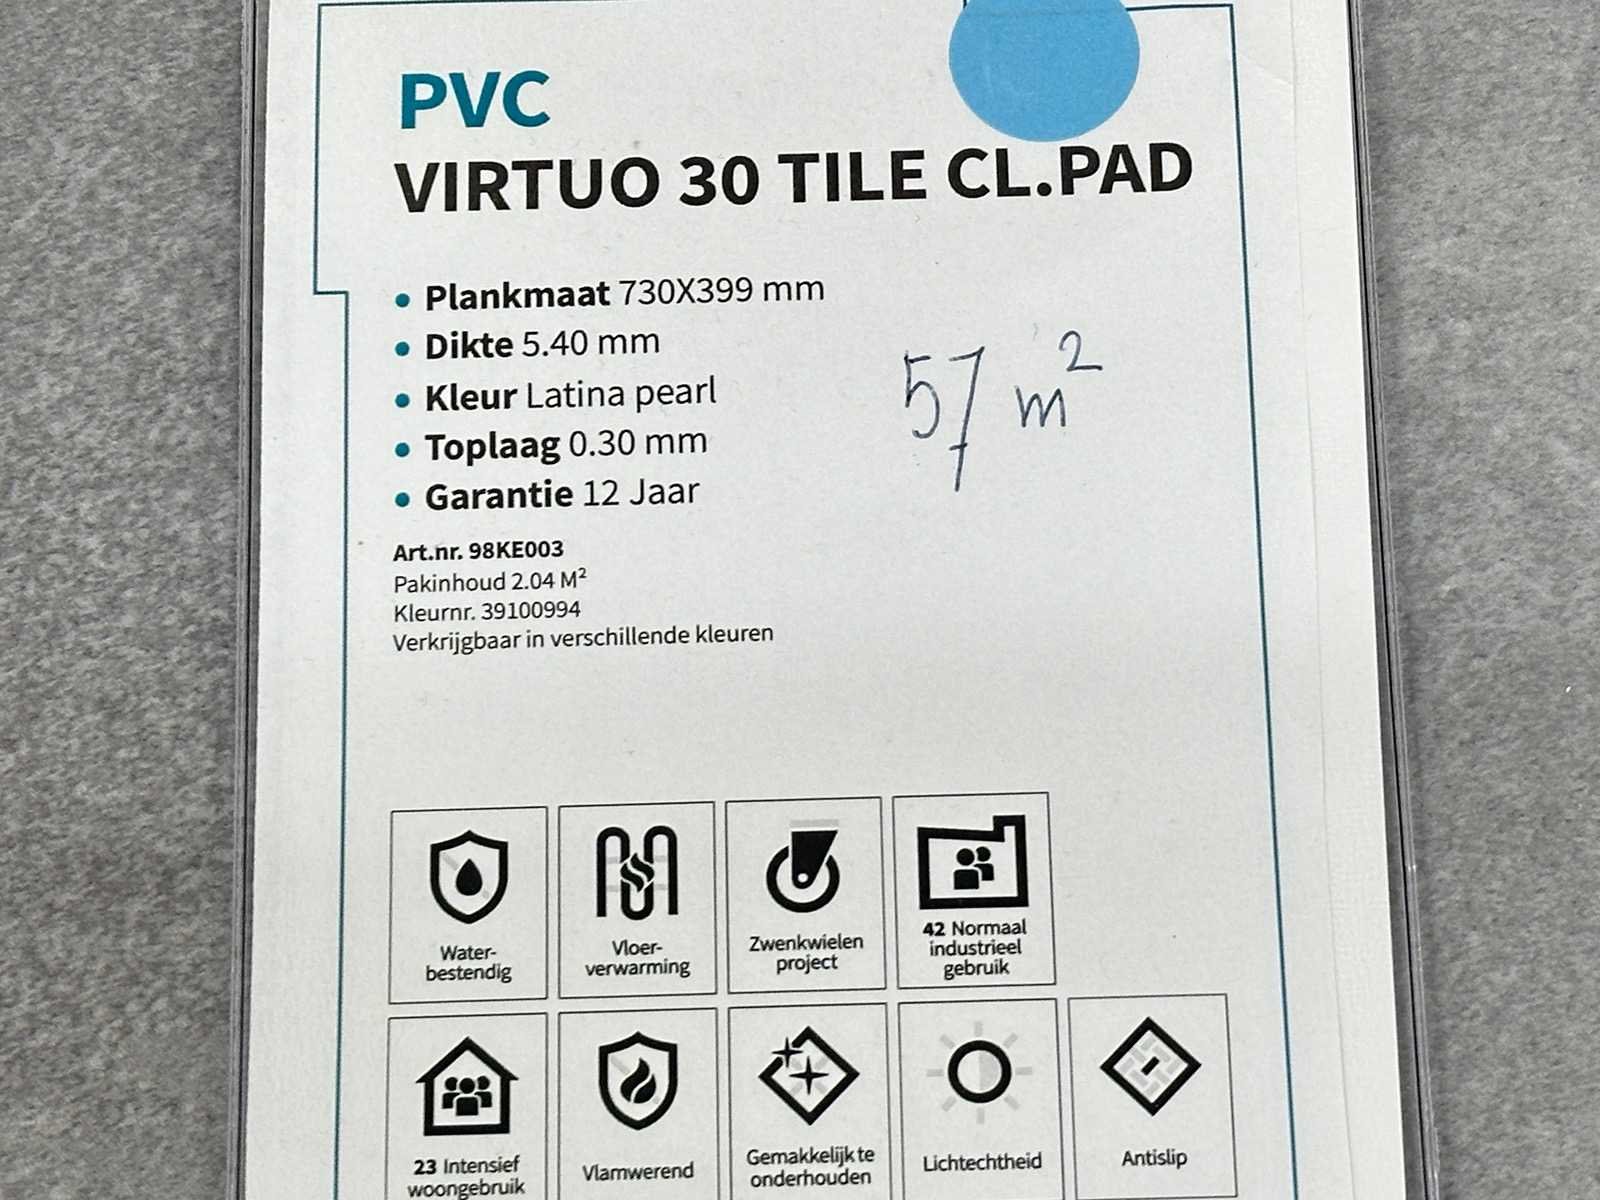 PVC
VIRTUO 30 TILE CL.PAD
• Plankmaat 730X399 mm
• Dikte 5.40 mm
• Kleur Latina pearl
• Toplaag 0.30 mm
• Garantie 12 Jaar
57 m²
Art.nr. 98KE003
Pakinhoud 2.04 M²
Kleurnr. 39100994
Verkrijgbaar in verschillende kleuren
Water-
bestendig
Vloer-
verwarming
Zwenkwielen
project
42 Normaal
industrieel
gebruik
23 Intensief
woongebruik
Vlamwerend
Gemakkelijk te
onderhouden
Lichtechtheid
Antislip